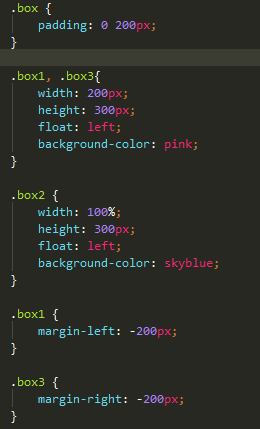 .box {
    padding: 0 200px;
}
.box1, .box3{
    width: 200px;
    height: 300px;
    float: left;
    background-color: pink;
}
.box2 {
    width: 100%;
    height: 300px;
    float: left;
    background-color: skyblue;
}
.box1 {
    margin-left: -200px;
}
.box3 {
    margin-right: -200px;
}